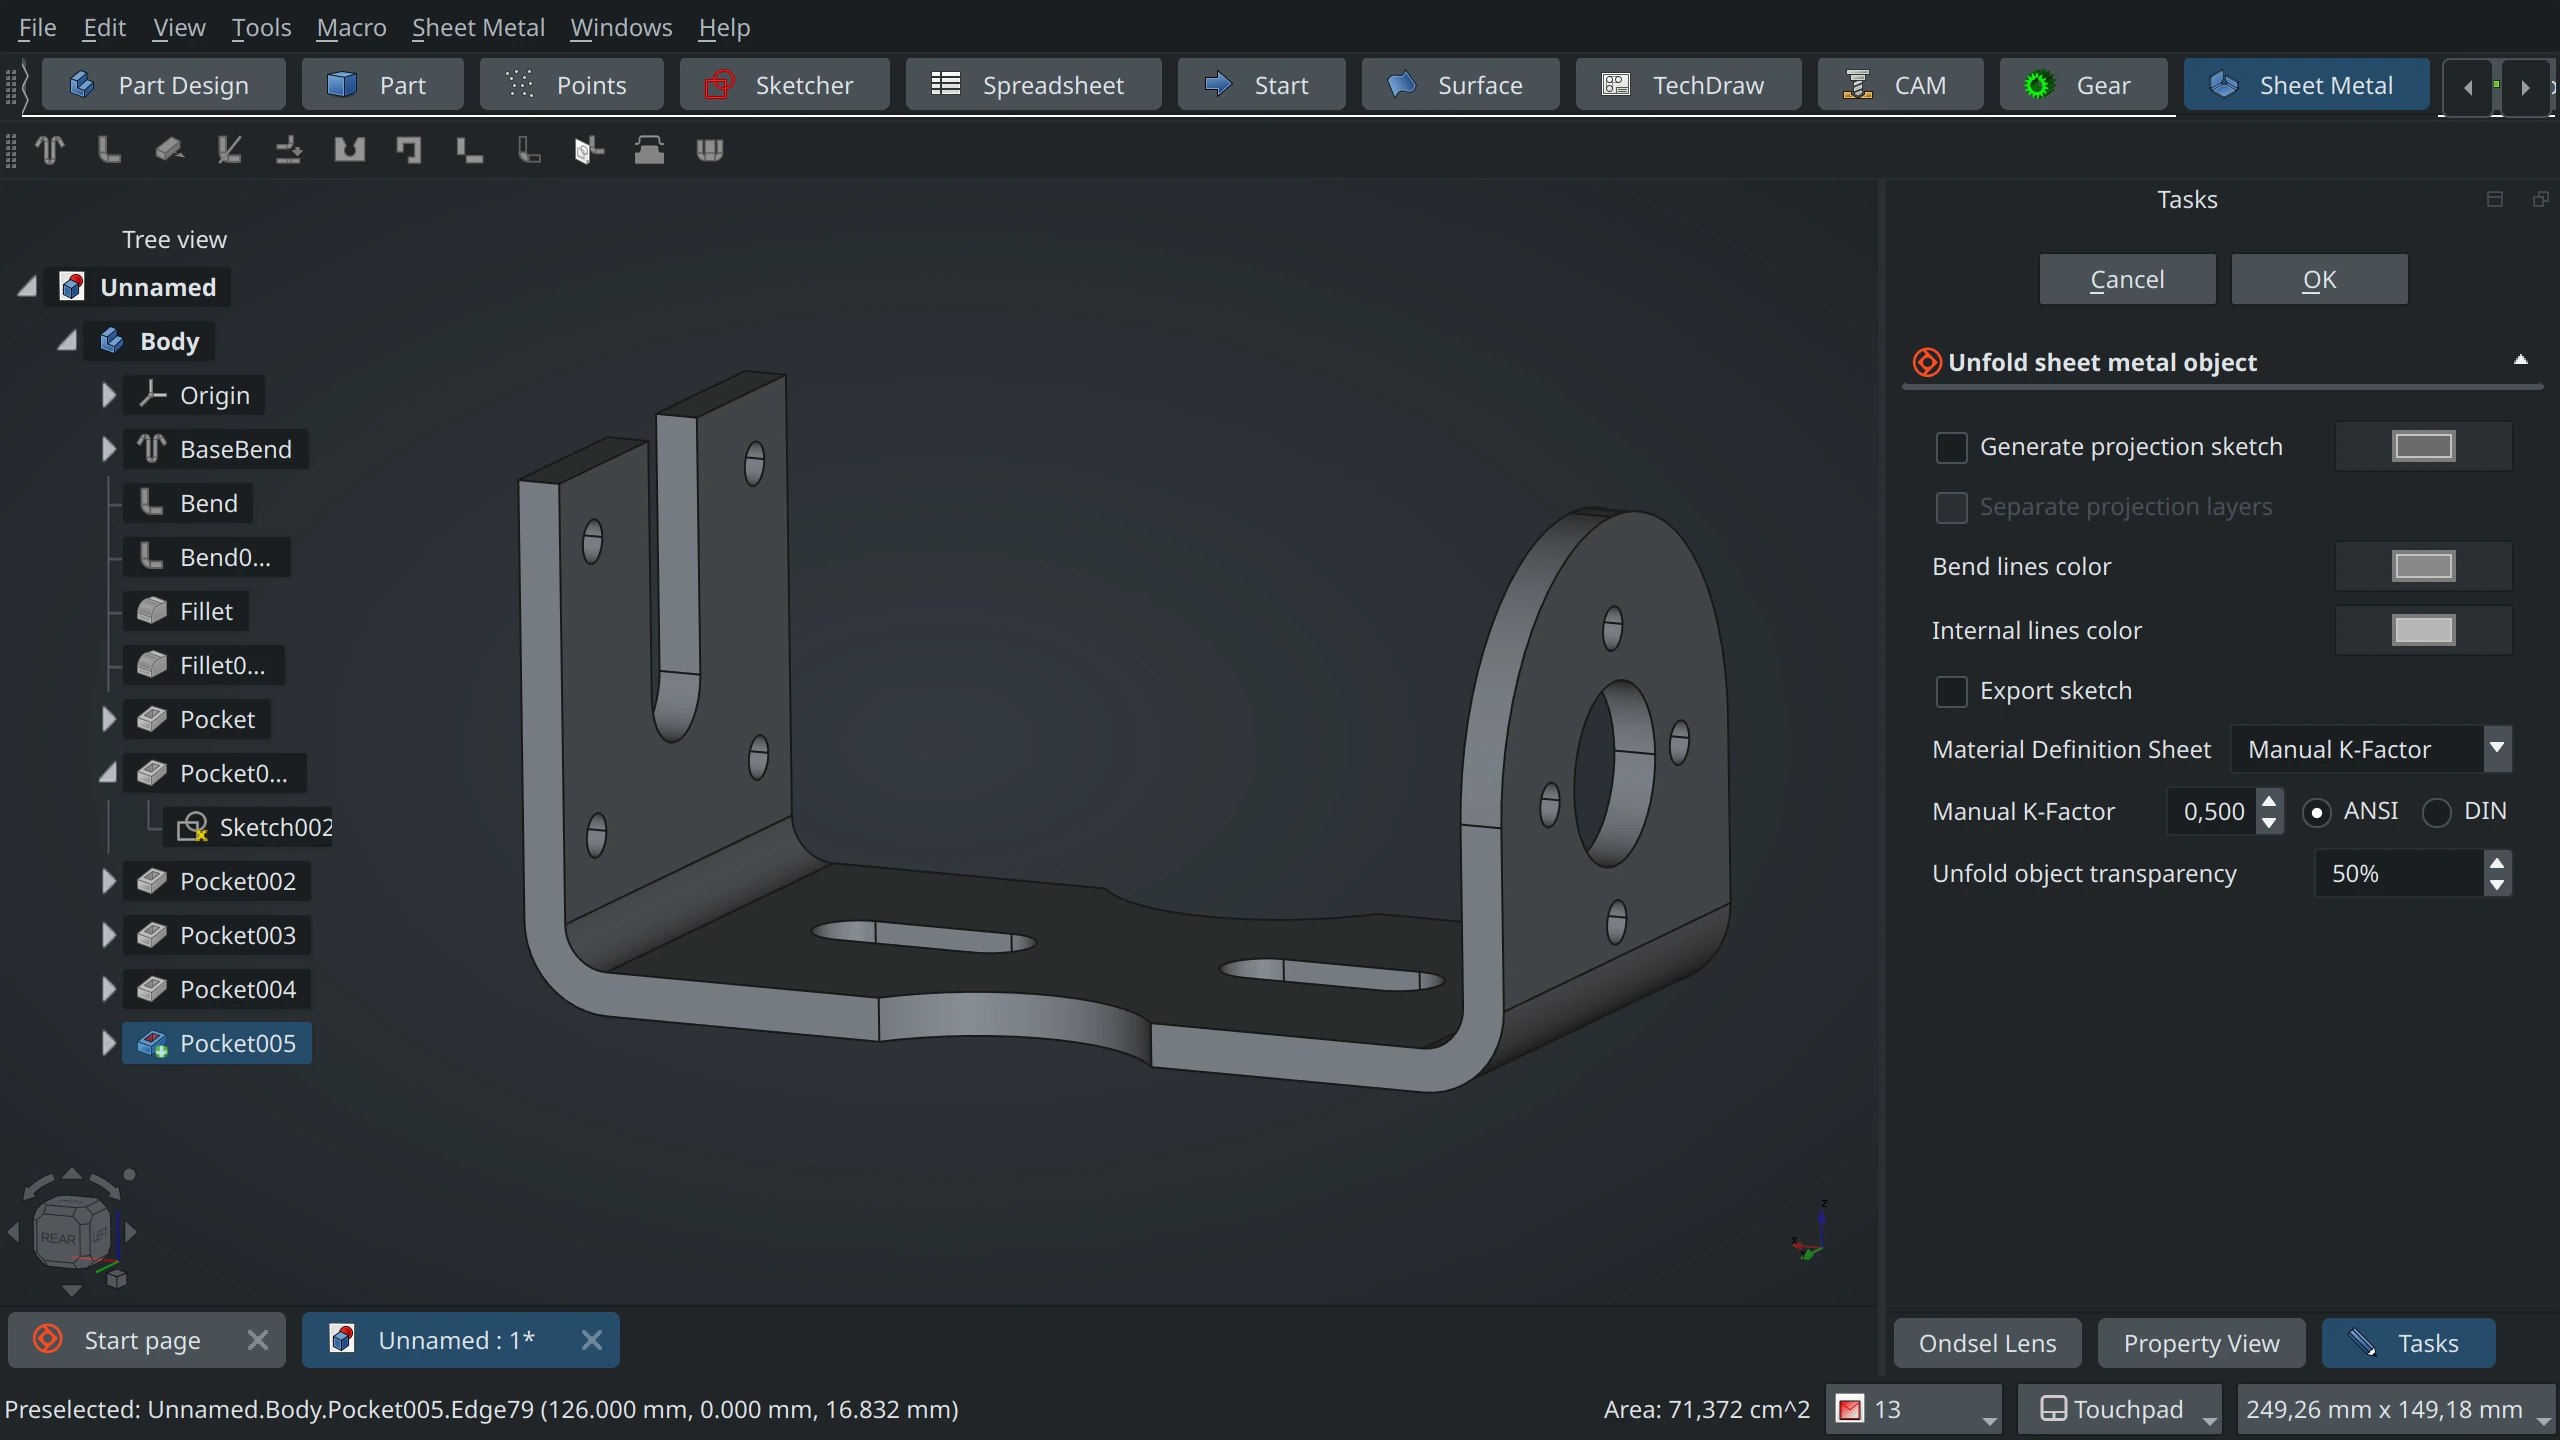 File Edit View Tools Macro Sheet Metal Windows Help
Part Design Part Points Sketcher Spreadsheet Start Surface TechDraw CAM Gear Sheet Metal
Tasks
Tree view
Unnamed
Body
Origin
BaseBend
Bend
Bend0...
Fillet
Fillet0...
Pocket
Pocket0...
Sketch002
Pocket002
Pocket003
Pocket004
Pocket005
Cancel OK
Unfold sheet metal object
Generate projection sketch
Separate projection layers
Bend lines color
Internal lines color
Export sketch
Material Definition Sheet Manual K-Factor
Manual K-Factor 0,500 ANSI DIN
Unfold object transparency 50%
REAR LEFT
z
x
Start page Unnamed : 1*
Ondsel Lens Property View Tasks
Preselected: Unnamed.Body.Pocket005.Edge79 (126.000 mm, 0.000 mm, 16.832 mm) Area: 71,372 cm^2 13 Touchpad 249,26 mm x 149,18 mm